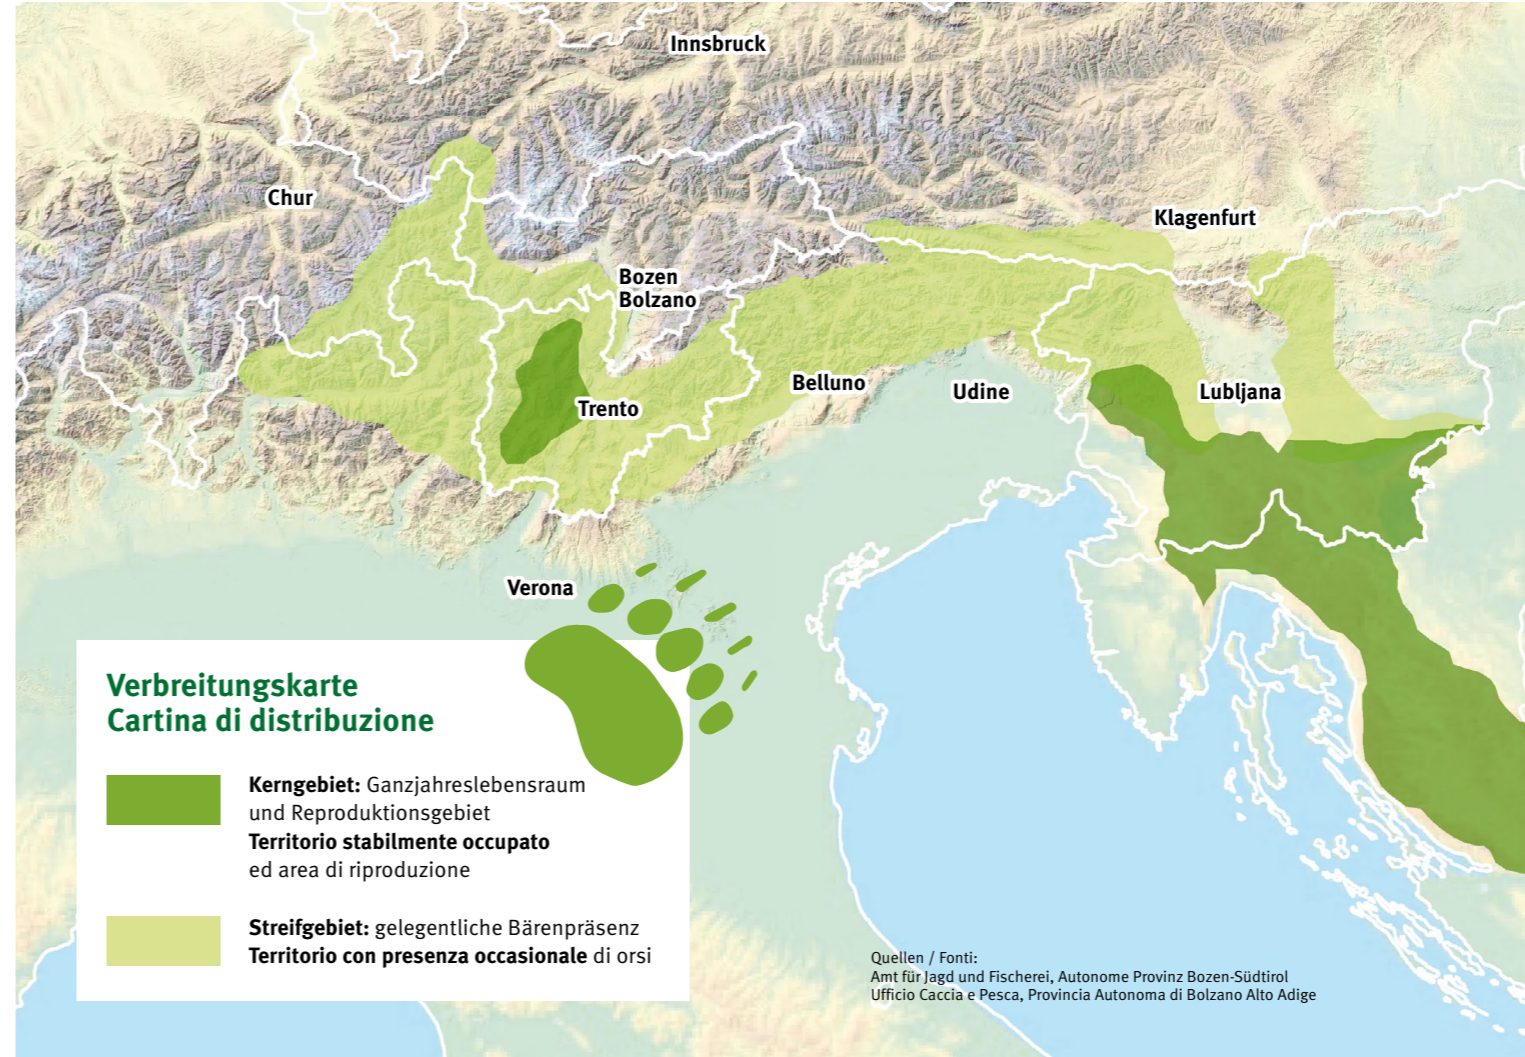 Innsbruck
Chur
Klagenfurt
Bozen
Bolzano
Belluno
Udine
Lubljana
Trento
Verona
Verbreitungskarte
Cartina di distribuzione
Kerngebiet: Ganzjahreslebensraum
und Reproduktionsgebiet
Territorio stabilmente occupato
ed area di riproduzione
Streifgebiet: gelegentliche Bärenpräsenz
Territorio con presenza occasionale di orsi
Quellen / Fonti:
Amt für Jagd und Fischerei, Autonome Provinz Bozen-Südtirol
Ufficio Caccia e Pesca, Provincia Autonoma di Bolzano Alto Adige